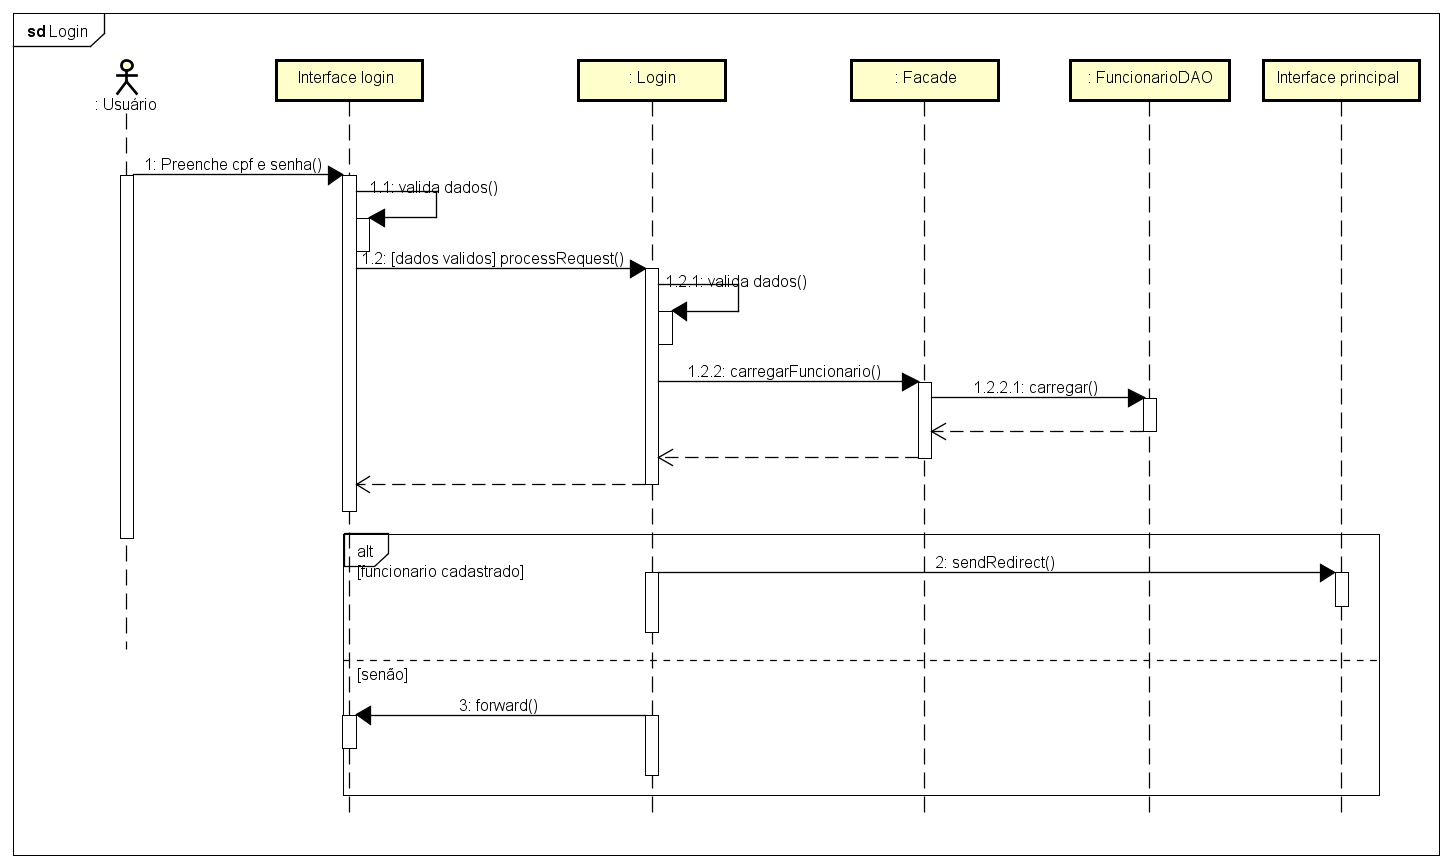 sd Login
: Usuário
Interface login
: Login
: Facade
: FuncionarioDAO
Interface principal
1: Preenche cpf e senha()
1.1: valida dados()
1.2: [dados validos] processRequest()
1.2.1: valida dados()
1.2.2: carregarFuncionario()
1.2.2.1: carregar()
alt
[funcionario cadastrado]
2: sendRedirect()
[senão]
3: forward()